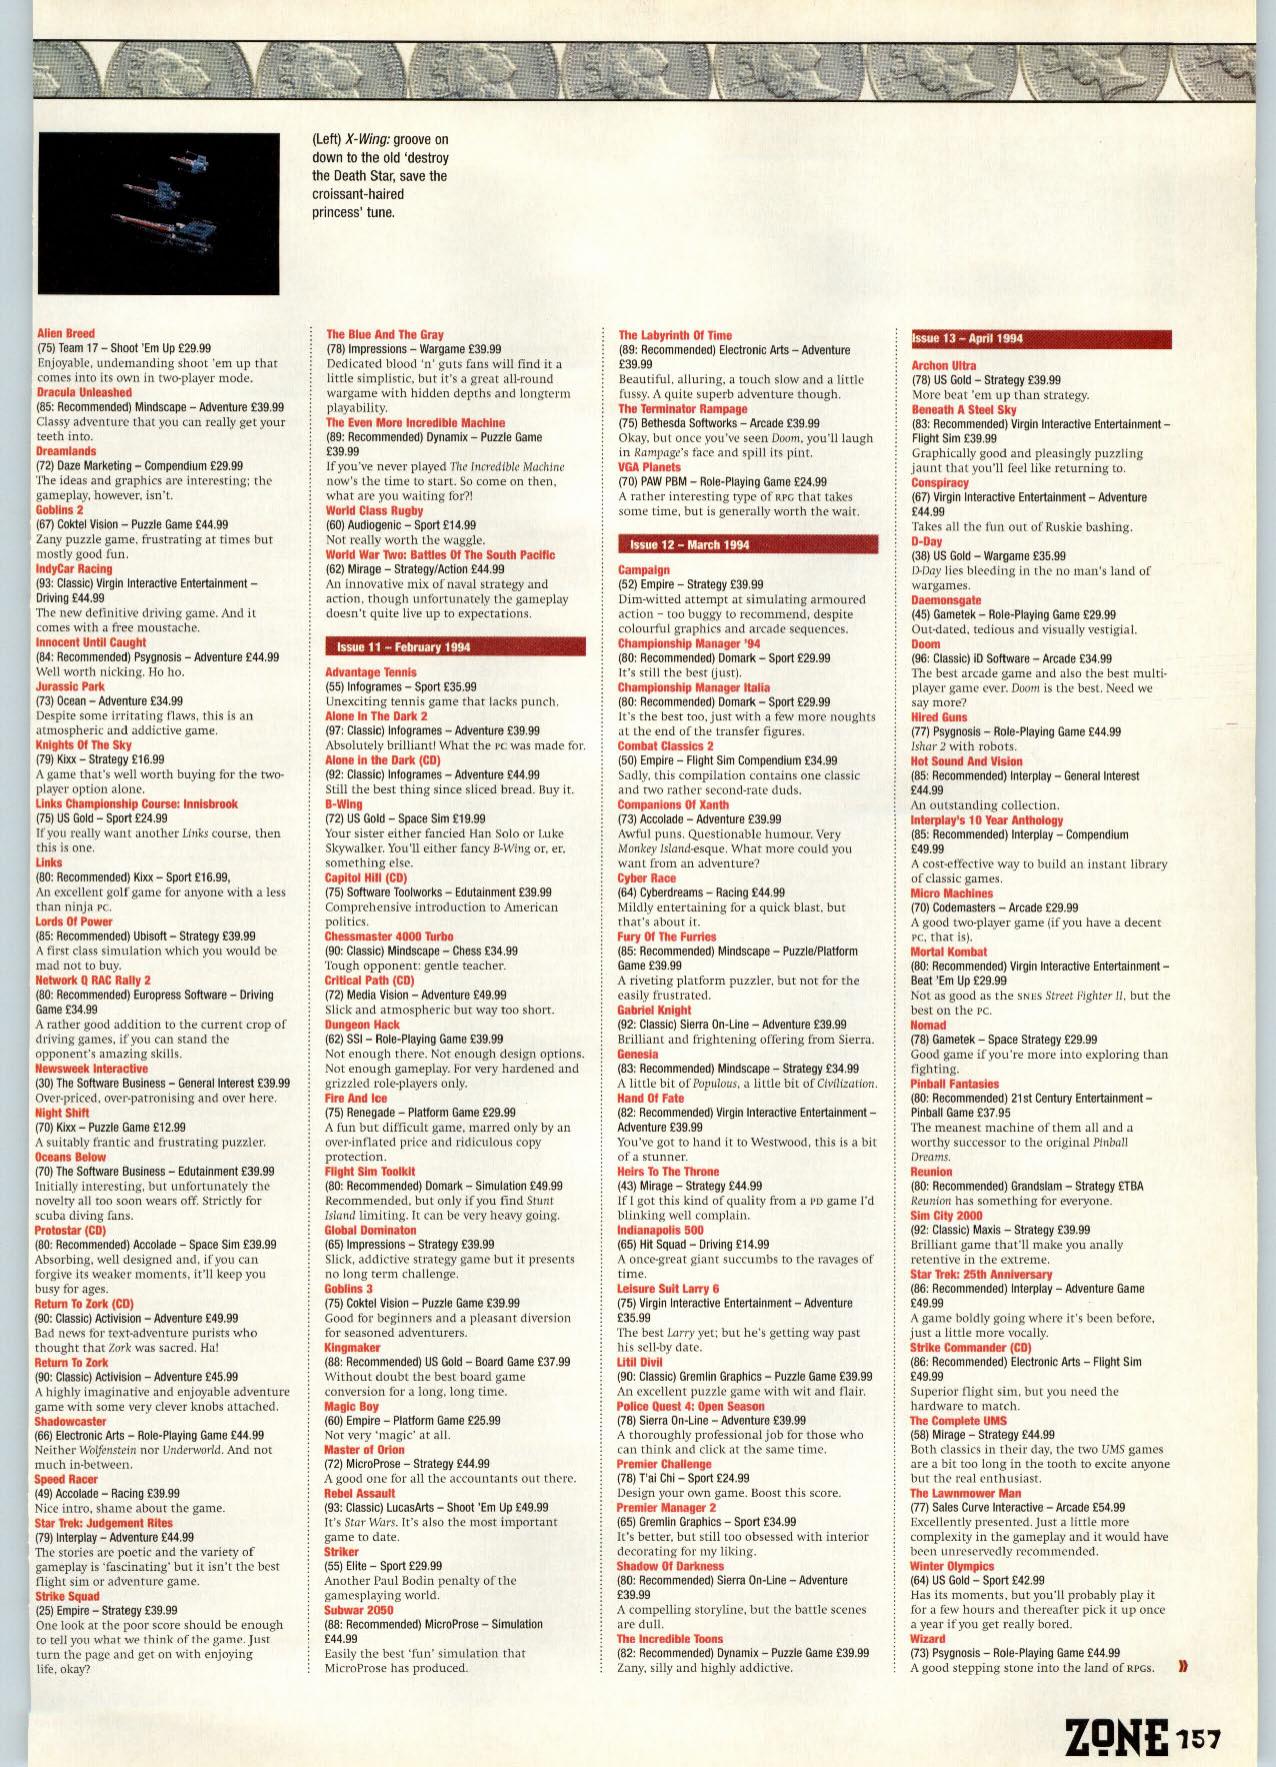 (Left) X-Wing: groove on
down to the old 'destroy
the Death Star, save the
croissant-haired
princess' tune.
Alien Breed
(75) Team 17 – Shoot 'Em Up £29.99
Enjoyable, undemanding shoot 'em up that
comes into its own in two-player mode.
Dracula Unleashed
(85: Recommended) Mindscape – Adventure £39.99
Classy adventure that you can really get your
teeth into.
Dreamlands
(72) Daze Marketing – Compendium £29.99
The ideas and graphics are interesting; the
gameplay, however, isn't.
Goblins 2
(67) Coktel Vision – Puzzle Game £44.99
Zany puzzle game, frustrating at times but
mostly good fun.
IndyCar Racing
(93: Classic) Virgin Interactive Entertainment –
Driving £44.99
The new definitive driving game. And it
comes with a free moustache.
Innocent Until Caught
(84: Recommended) Psygnosis – Adventure £44.99
Well worth nicking. Ho ho.
Jurassic Park
(73) Ocean – Adventure £34.99
Despite some irritating flaws, this is an
atmospheric and addictive game.
Knights Of The Sky
(79) Kixx – Strategy £16.99
A game that's well worth buying for the two-
player option alone.
Links Championship Course: Innisbrook
(75) US Gold – Sport £24.99
If you really want another Links course, then
this is one.
Links
(80: Recommended) Kixx – Sport £16.99,
An excellent golf game for anyone with a less
than ninja PC.
Lords Of Power
(85: Recommended) Ubisoft – Strategy £39.99
A first class simulation which you would be
mad not to buy.
Network Q RAC Rally 2
(80: Recommended) Europress Software – Driving
Game £34.99
A rather good addition to the current crop of
driving games, if you can stand the
opponent's amazing skills.
Newsweek Interactive
(30) The Software Business – General Interest £39.99
Over-priced, over-patronising and over here.
Night Shift
(70) Kixx – Puzzle Game £12.99
A suitably frantic and frustrating puzzler.
Oceans Below
(70) The Software Business – Edutainment £39.99
Initially interesting, but unfortunately the
novelty all too soon wears off. Strictly for
scuba diving fans.
Protostar (CD)
(80: Recommended) Accolade – Space Sim £39.99
Absorbing, well designed and, if you can
forgive its weaker moments, it'll keep you
busy for ages.
Return To Zork (CD)
(90: Classic) Activision – Adventure £49.99
Bad news for text-adventure purists who
thought that Zork was sacred. Ha!
Return To Zork
(90: Classic) Activision – Adventure £45.99
A highly imaginative and enjoyable adventure
game with some very clever knobs attached.
Shadowcaster
(66) Electronic Arts – Role-Playing Game £44.99
Neither Wolfenstein nor Underworld. And not
much in-between.
Speed Racer
(49) Accolade – Racing £39.99
Nice intro, shame about the game.
Star Trek: Judgement Rites
(79) Interplay – Adventure £44.99
The stories are poetic and the variety of
gameplay is 'fascinating' but it isn't the best
flight sim or adventure game.
Strike Squad
(25) Empire – Strategy £39.99
One look at the poor score should be enough
to tell you what we think of the game. Just
turn the page and get on with enjoying
life, okay?
The Blue And The Gray
(78) Impressions – Wargame £39.99
Dedicated blood 'n' guts fans will find it a
little simplistic, but it's a great all-round
wargame with hidden depths and longterm
playability.
The Even More Incredible Machine
(89: Recommended) Dynamix – Puzzle Game
£39.99
If you've never played The Incredible Machine
now's the time to start. So come on then,
what are you waiting for?!
World Class Rugby
(60) Audiogenic – Sport £14.99
Not really worth the waggle.
World War Two: Battles Of The South Pacific
(62) Mirage – Strategy/Action £44.99
An innovative mix of naval strategy and
action, though unfortunately the gameplay
doesn't quite live up to expectations.
Issue 11 – February 1994
Advantage Tennis
(55) Infogrames – Sport £35.99
Unexciting tennis game that lacks punch.
Alone In The Dark 2
(97: Classic) Infogrames – Adventure £39.99
Absolutely brilliant! What the PC was made for.
Alone in the Dark (CD)
(92: Classic) Infogrames – Adventure £44.99
Still the best thing since sliced bread. Buy it.
B-Wing
(72) US Gold – Space Sim £19.99
Your sister either fancied Han Solo or Luke
Skywalker. You'll either fancy B-Wing or, er,
something else.
Capitol Hill (CD)
(75) Software Toolworks – Edutainment £39.99
Comprehensive introduction to American
politics.
Chessmaster 4000 Turbo
(90: Classic) Mindscape – Chess £34.99
Tough opponent: gentle teacher.
Critical Path (CD)
(72) Media Vision – Adventure £49.99
Slick and atmospheric but way too short.
Dungeon Hack
(62) SSI – Role-Playing Game £39.99
Not enough there. Not enough design options.
Not enough gameplay. For very hardened and
grizzled role-players only.
Fire And Ice
(75) Renegade – Platform Game £29.99
A fun but difficult game, marred only by an
over-inflated price and ridiculous copy
protection.
Flight Sim Toolkit
(80: Recommended) Domark – Simulation £49.99
Recommended, but only if you find Stunt
Island limiting. It can be very heavy going.
Global Dominaton
(65) Impressions – Strategy £39.99
Slick, addictive strategy game but it presents
no long term challenge.
Goblins 3
(75) Coktel Vision – Puzzle Game £39.99
Good for beginners and a pleasant diversion
for seasoned adventurers.
Kingmaker
(88: Recommended) US Gold – Board Game £37.99
Without doubt the best board game
conversion for a long, long time.
Magic Boy
(60) Empire – Platform Game £25.99
Not very 'magic' at all.
Master of Orion
(72) MicroProse – Strategy £44.99
A good one for all the accountants out there.
Rebel Assault
(93: Classic) LucasArts – Shoot 'Em Up £49.99
It's Star Wars. It's also the most important
game to date.
Striker
(55) Elite – Sport £29.99
Another Paul Bodin penalty of the
gamesplaying world.
Subwar 2050
(88: Recommended) MicroProse – Simulation
£44.99
Easily the best 'fun' simulation that
MicroProse has produced.
The Labyrinth Of Time
(89: Recommended) Electronic Arts – Adventure
£39.99
Beautiful, alluring, a touch slow and a little
fussy. A quite superb adventure though.
The Terminator Rampage
(75) Bethesda Softworks – Arcade £39.99
Okay, but once you've seen Doom, you'll laugh
in Rampage's face and spill its pint.
VGA Planets
(70) PAW PBM – Role-Playing Game £24.99
A rather interesting type of RPG that takes
some time, but is generally worth the wait.
Issue 12 – March 1994
Campaign
(52) Empire – Strategy £39.99
Dim-witted attempt at simulating armoured
action – too buggy to recommend, despite
colourful graphics and arcade sequences.
Championship Manager '94
(80: Recommended) Domark – Sport £29.99
It's still the best (just).
Championship Manager Italia
(80: Recommended) Domark – Sport £29.99
It's the best too, just with a few more noughts
at the end of the transfer figures.
Combat Classics 2
(50) Empire – Flight Sim Compendium £34.99
Sadly, this compilation contains one classic
and two rather second-rate duds.
Companions Of Xanth
(73) Accolade – Adventure £39.99
Awful puns. Questionable humour. Very
Monkey Island-esque. What more could you
want from an adventure?
Cyber Race
(64) Cyberdreams – Racing £44.99
Mildly entertaining for a quick blast, but
that's about it.
Fury Of The Furries
(85: Recommended) Mindscape – Puzzle/Platform
Game £39.99
A riveting platform puzzler, but not for the
easily frustrated.
Gabriel Knight
(92: Classic) Sierra On-Line – Adventure £39.99
Brilliant and frightening offering from Sierra.
Genesia
(83: Recommended) Mindscape – Strategy £34.99
A little bit of Populous, a little bit of Civilization.
Hand Of Fate
(82: Recommended) Virgin Interactive Entertainment –
Adventure £39.99
You've got to hand it to Westwood, this is a bit
of a stunner.
Heirs To The Throne
(43) Mirage – Strategy £44.99
If I got this kind of quality from a PD game I'd
blinking well complain.
Indianapolis 500
(65) Hit Squad – Driving £14.99
A once-great giant succumbs to the ravages of
time.
Leisure Suit Larry 6
(75) Virgin Interactive Entertainment – Adventure
£35.99
The best Larry yet; but he's getting way past
his sell-by date.
Litil Divil
(90: Classic) Gremlin Graphics – Puzzle Game £39.99
An excellent puzzle game with wit and flair.
Police Quest 4: Open Season
(78) Sierra On-Line – Adventure £39.99
A thoroughly professional job for those who
can think and click at the same time.
Premier Challenge
(78) T'ai Chi – Sport £24.99
Design your own game. Boost this score.
Premier Manager 2
(65) Gremlin Graphics – Sport £34.99
It's better, but still too obsessed with interior
decorating for my liking.
Shadow Of Darkness
(80: Recommended) Sierra On-Line – Adventure
£39.99
A compelling storyline, but the battle scenes
are dull.
The Incredible Toons
(82: Recommended) Dynamix – Puzzle Game £39.99
Zany, silly and highly addictive.
Issue 13 – April 1994
Archon Ultra
(78) US Gold – Strategy £39.99
More beat 'em up than strategy.
Beneath A Steel Sky
(83: Recommended) Virgin Interactive Entertainment –
Flight Sim £39.99
Graphically good and pleasingly puzzling
jaunt that you'll feel like returning to.
Conspiracy
(67) Virgin Interactive Entertainment – Adventure
£44.99
Takes all the fun out of Ruskie bashing.
D-Day
(38) US Gold – Wargame £35.99
D-Day lies bleeding in the no man's land of
wargames.
Daemonsgate
(45) Gametek – Role-Playing Game £29.99
Out-dated, tedious and visually vestigial.
Doom
(96: Classic) iD Software – Arcade £34.99
The best arcade game and also the best multi-
player game ever. Doom is the best. Need we
say more?
Hired Guns
(77) Psygnosis – Role-Playing Game £44.99
Ishar 2 with robots.
Hot Sound And Vision
(85: Recommended) Interplay – General Interest
£44.99
An outstanding collection.
Interplay's 10 Year Anthology
(85: Recommended) Interplay – Compendium
£49.99
A cost-effective way to build an instant library
of classic games.
Micro Machines
(70) Codemasters – Arcade £29.99
A good two-player game (if you have a decent
PC, that is).
Mortal Kombat
(80: Recommended) Virgin Interactive Entertainment –
Beat 'Em Up £29.99
Not as good as the SNES Street Fighter II, but the
best on the PC.
Nomad
(78) Gametek – Space Strategy £29.99
Good game if you're more into exploring than
fighting.
Pinball Fantasies
(80: Recommended) 21st Century Entertainment –
Pinball Game £37.95
The meanest machine of them all and a
worthy successor to the original Pinball
Dreams.
Reunion
(80: Recommended) Grandslam – Strategy £TBA
Reunion has something for everyone.
Sim City 2000
(92: Classic) Maxis – Strategy £39.99
Brilliant game that'll make you anally
retentive in the extreme.
Star Trek: 25th Anniversary
(86: Recommended) Interplay – Adventure Game
£49.99
A game boldly going where it's been before,
just a little more vocally.
Strike Commander (CD)
(86: Recommended) Electronic Arts – Flight Sim
£49.99
Superior flight sim, but you need the
hardware to match.
The Complete UMS
(58) Mirage – Strategy £44.99
Both classics in their day, the two UMS games
are a bit too long in the tooth to excite anyone
but the real enthusiast.
The Lawnmower Man
(77) Sales Curve Interactive – Arcade £54.99
Excellently presented. Just a little more
complexity in the gameplay and it would have
been unreservedly recommended.
Winter Olympics
(64) US Gold – Sport £42.99
Has its moments, but you'll probably play it
for a few hours and thereafter pick it up once
a year if you get really bored.
Wizard
(73) Psygnosis – Role-Playing Game £44.99
A good stepping stone into the land of RPGs. »
ZONE 157